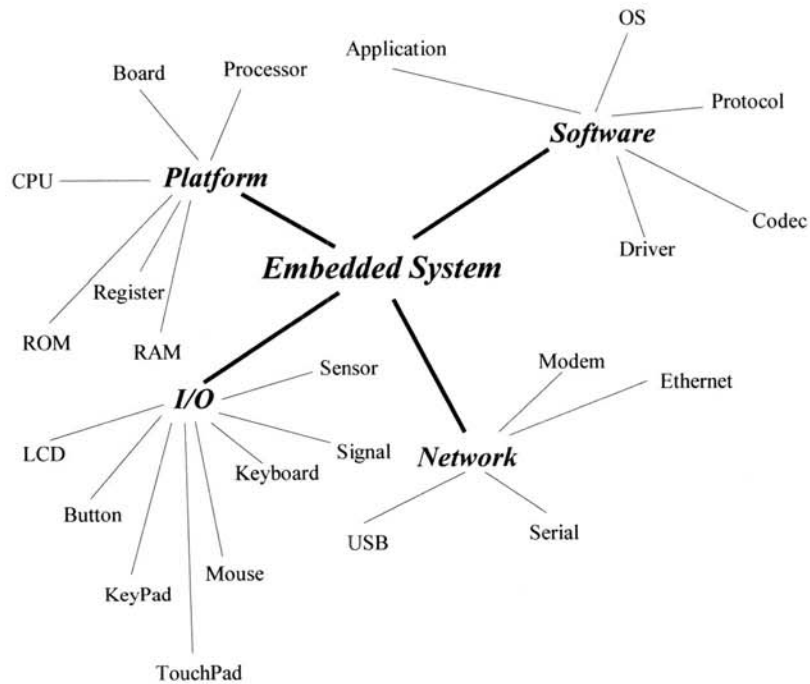 OS
Application
Board
Processor
Protocol
Software
CPU
Platform
Codec
Driver
Embedded System
Register
ROM
RAM
Sensor
Modem
Ethernet
I/O
LCD
Signal
Keyboard
Network
Button
USB
Serial
Mouse
KeyPad
TouchPad